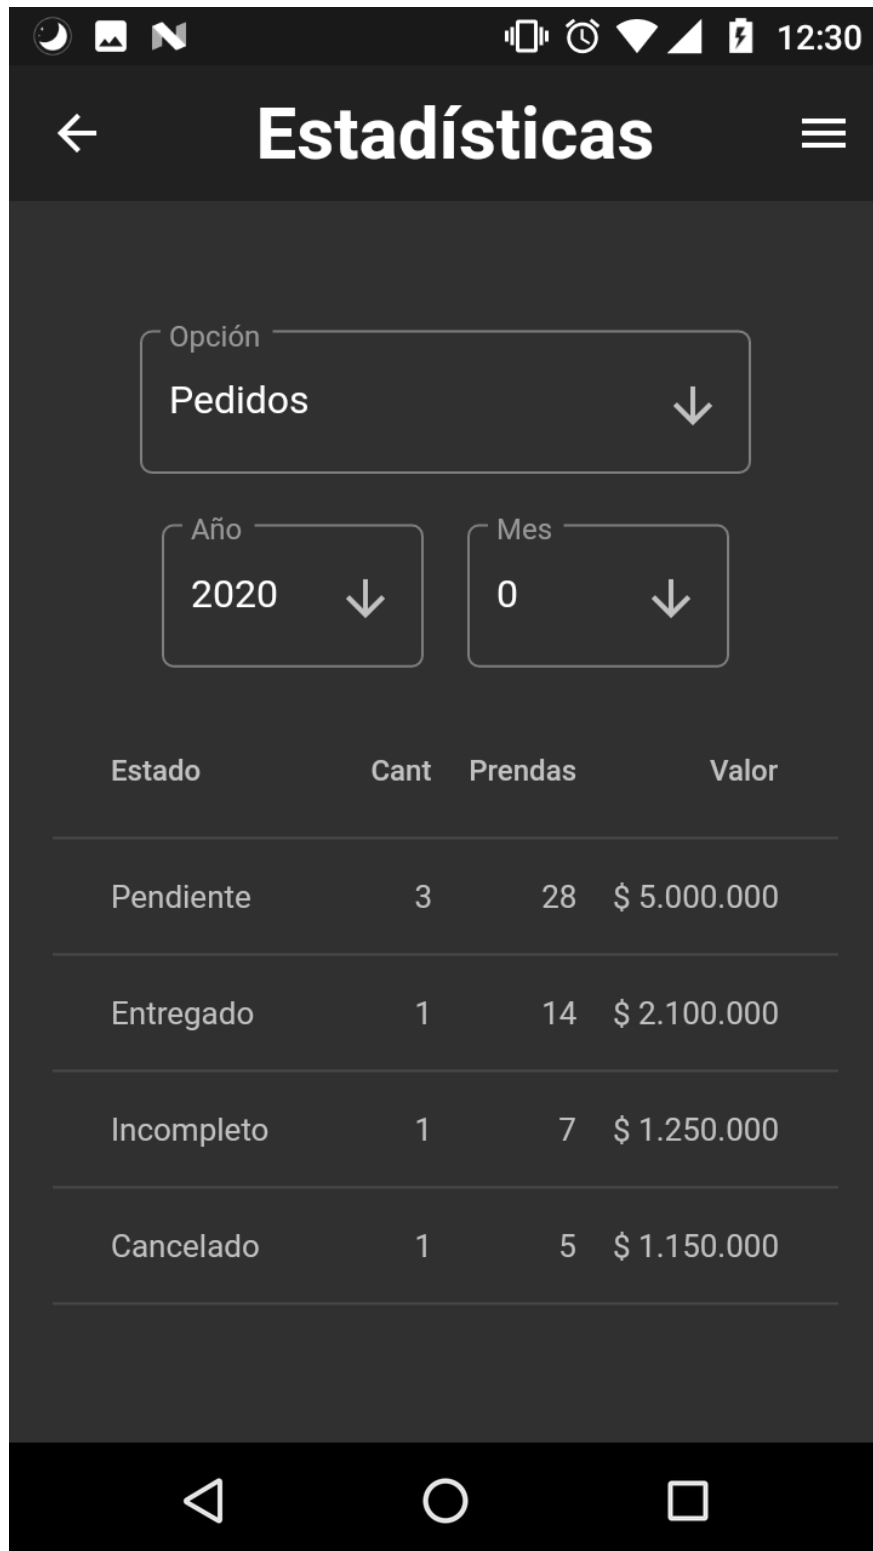 12:30
Estadísticas
Opción
Pedidos
Año Mes
2020 0
Estado Cant Prendas Valor
Pendiente 3 28 $ 5.000.000
Entregado 1 14 $ 2.100.000
Incompleto 1 7 $ 1.250.000
Cancelado 1 5 $ 1.150.000